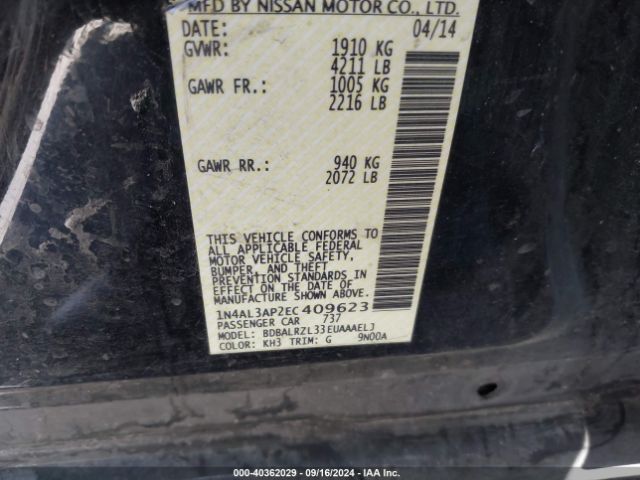 MFD BY NISSAN MOTOR CO., LTD.
DATE: 04/14
GVWR: 1910 KG
4211 LB
GAWR FR.: 1005 KG
2216 LB
GAWR RR.: 940 KG
2072 LB
THIS VEHICLE CONFORMS TO
ALL APPLICABLE FEDERAL
MOTOR VEHICLE SAFETY,
BUMPER, AND THEFT
PREVENTION STANDARDS IN
EFFECT ON THE DATE OF
MANUFACTURE SHOWN ABOVE.
1N4AL3AP2EC409623
PASSENGER CAR 737
MODEL: BDBALRZL33EUAAAELJ
COLOR: KH3 TRIM: G 9N00A
000-40362029 - 09/16/2024 - IAA Inc.